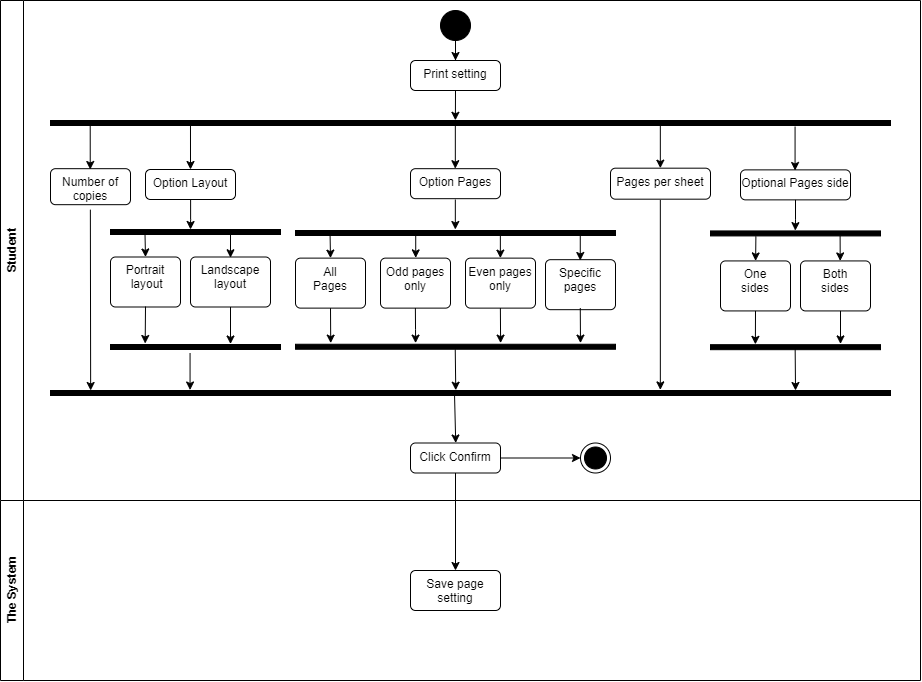 Print setting
Number of
copies
Option Layout
Option Pages
Pages per sheet
Optional Pages side
Student
Portrait
layout
Landscape
layout
All
Pages
Odd pages
only
Even pages
only
Specific
pages
One
sides
Both
sides
Click Confirm
The System
Save page
setting